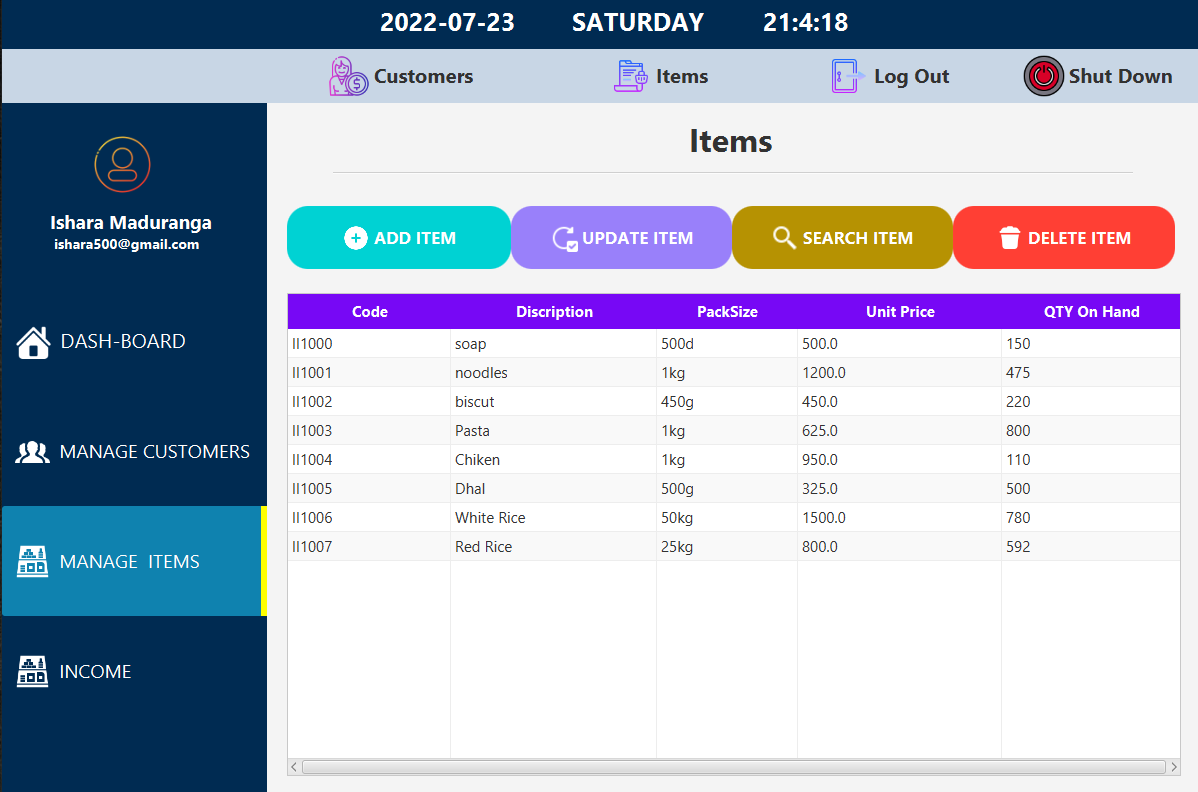 2022-07-23 SATURDAY 21:4:18
Customers Items Log Out Shut Down
Ishara Maduranga
ishara500@gmail.com
DASH-BOARD
MANAGE CUSTOMERS
MANAGE ITEMS
INCOME
Items
ADD ITEM UPDATE ITEM SEARCH ITEM DELETE ITEM
Code Discription PackSize Unit Price QTY On Hand
II1000 soap 500d 500.0 150
II1001 noodles 1kg 1200.0 475
II1002 biscut 450g 450.0 220
II1003 Pasta 1kg 625.0 800
II1004 Chiken 1kg 950.0 110
II1005 Dhal 500g 325.0 500
II1006 White Rice 50kg 1500.0 780
II1007 Red Rice 25kg 800.0 592